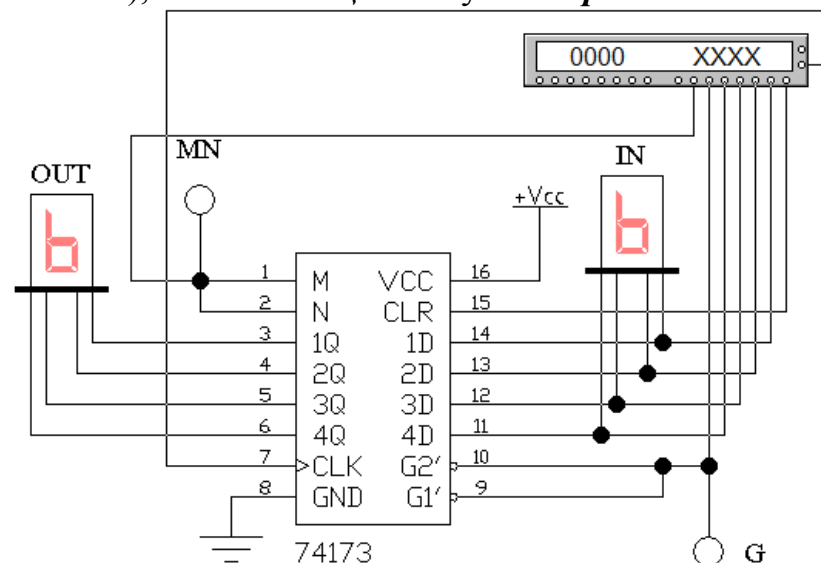 0000 XXXX
MN
IN
OUT
+Vcc
1 M VCC 16
2 N CLR 15
3 1Q 1D 14
4 2Q 2D 13
5 3Q 3D 12
6 4Q 4D 11
7 CLK G2' 10
8 GND G1' 9
74173
G